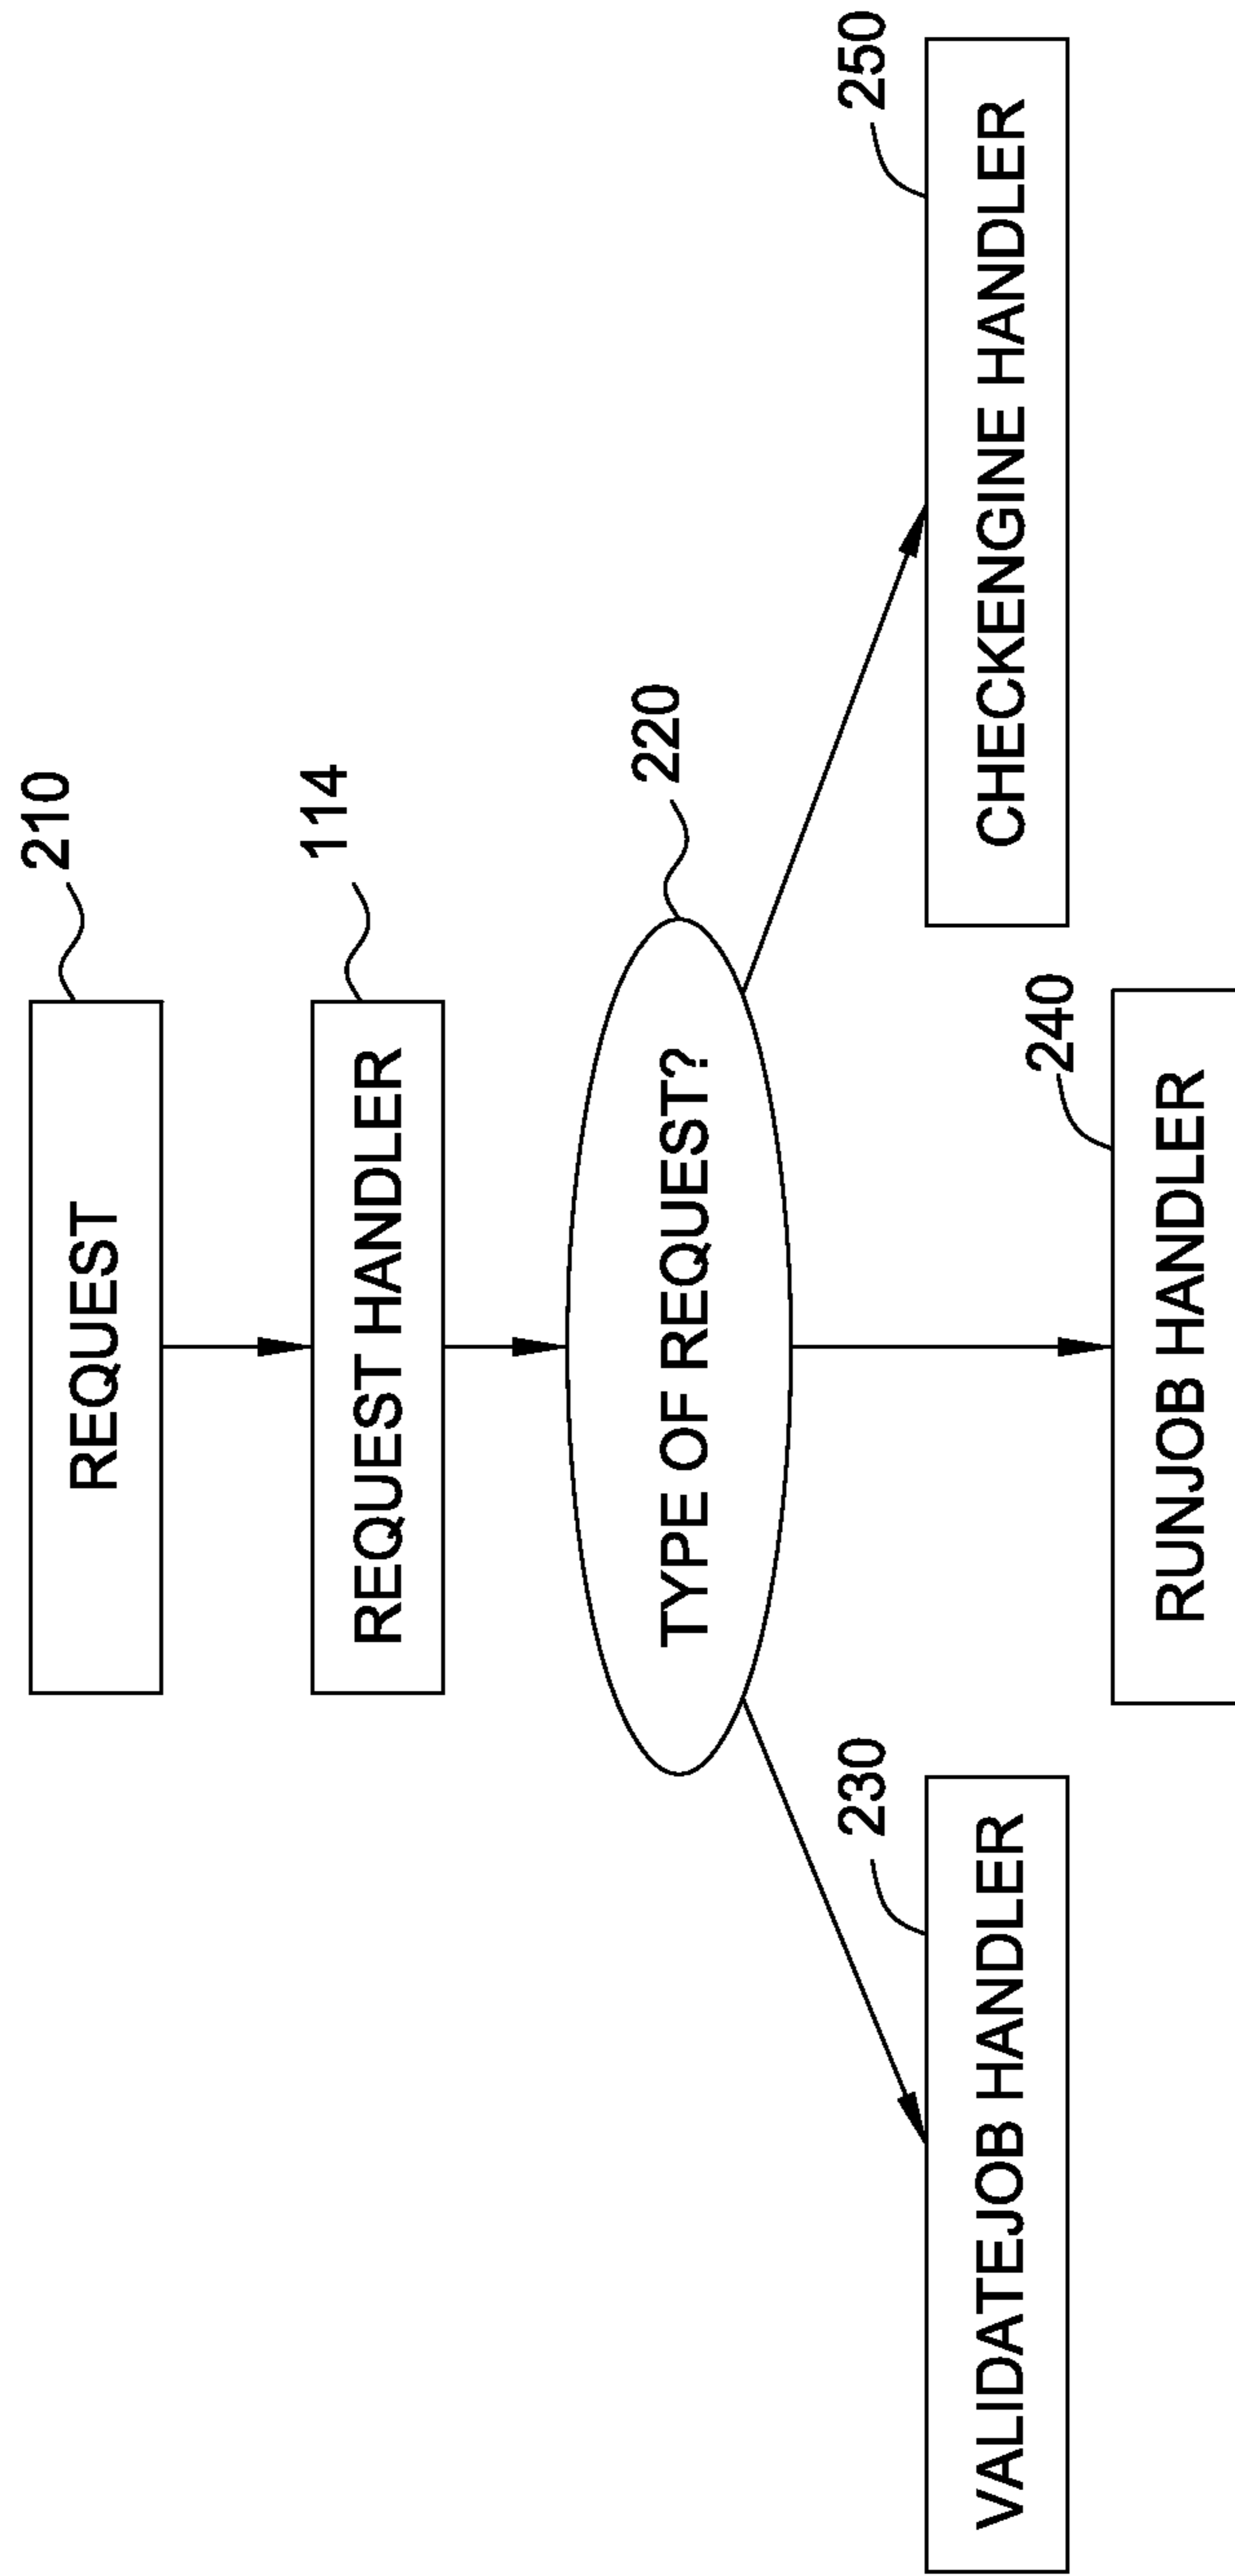 REQUEST
210
REQUEST HANDLER
114
TYPE OF REQUEST?
220
VALIDATEJOB HANDLER
230
RUNJOB HANDLER
240
CHECKENGINE HANDLER
250